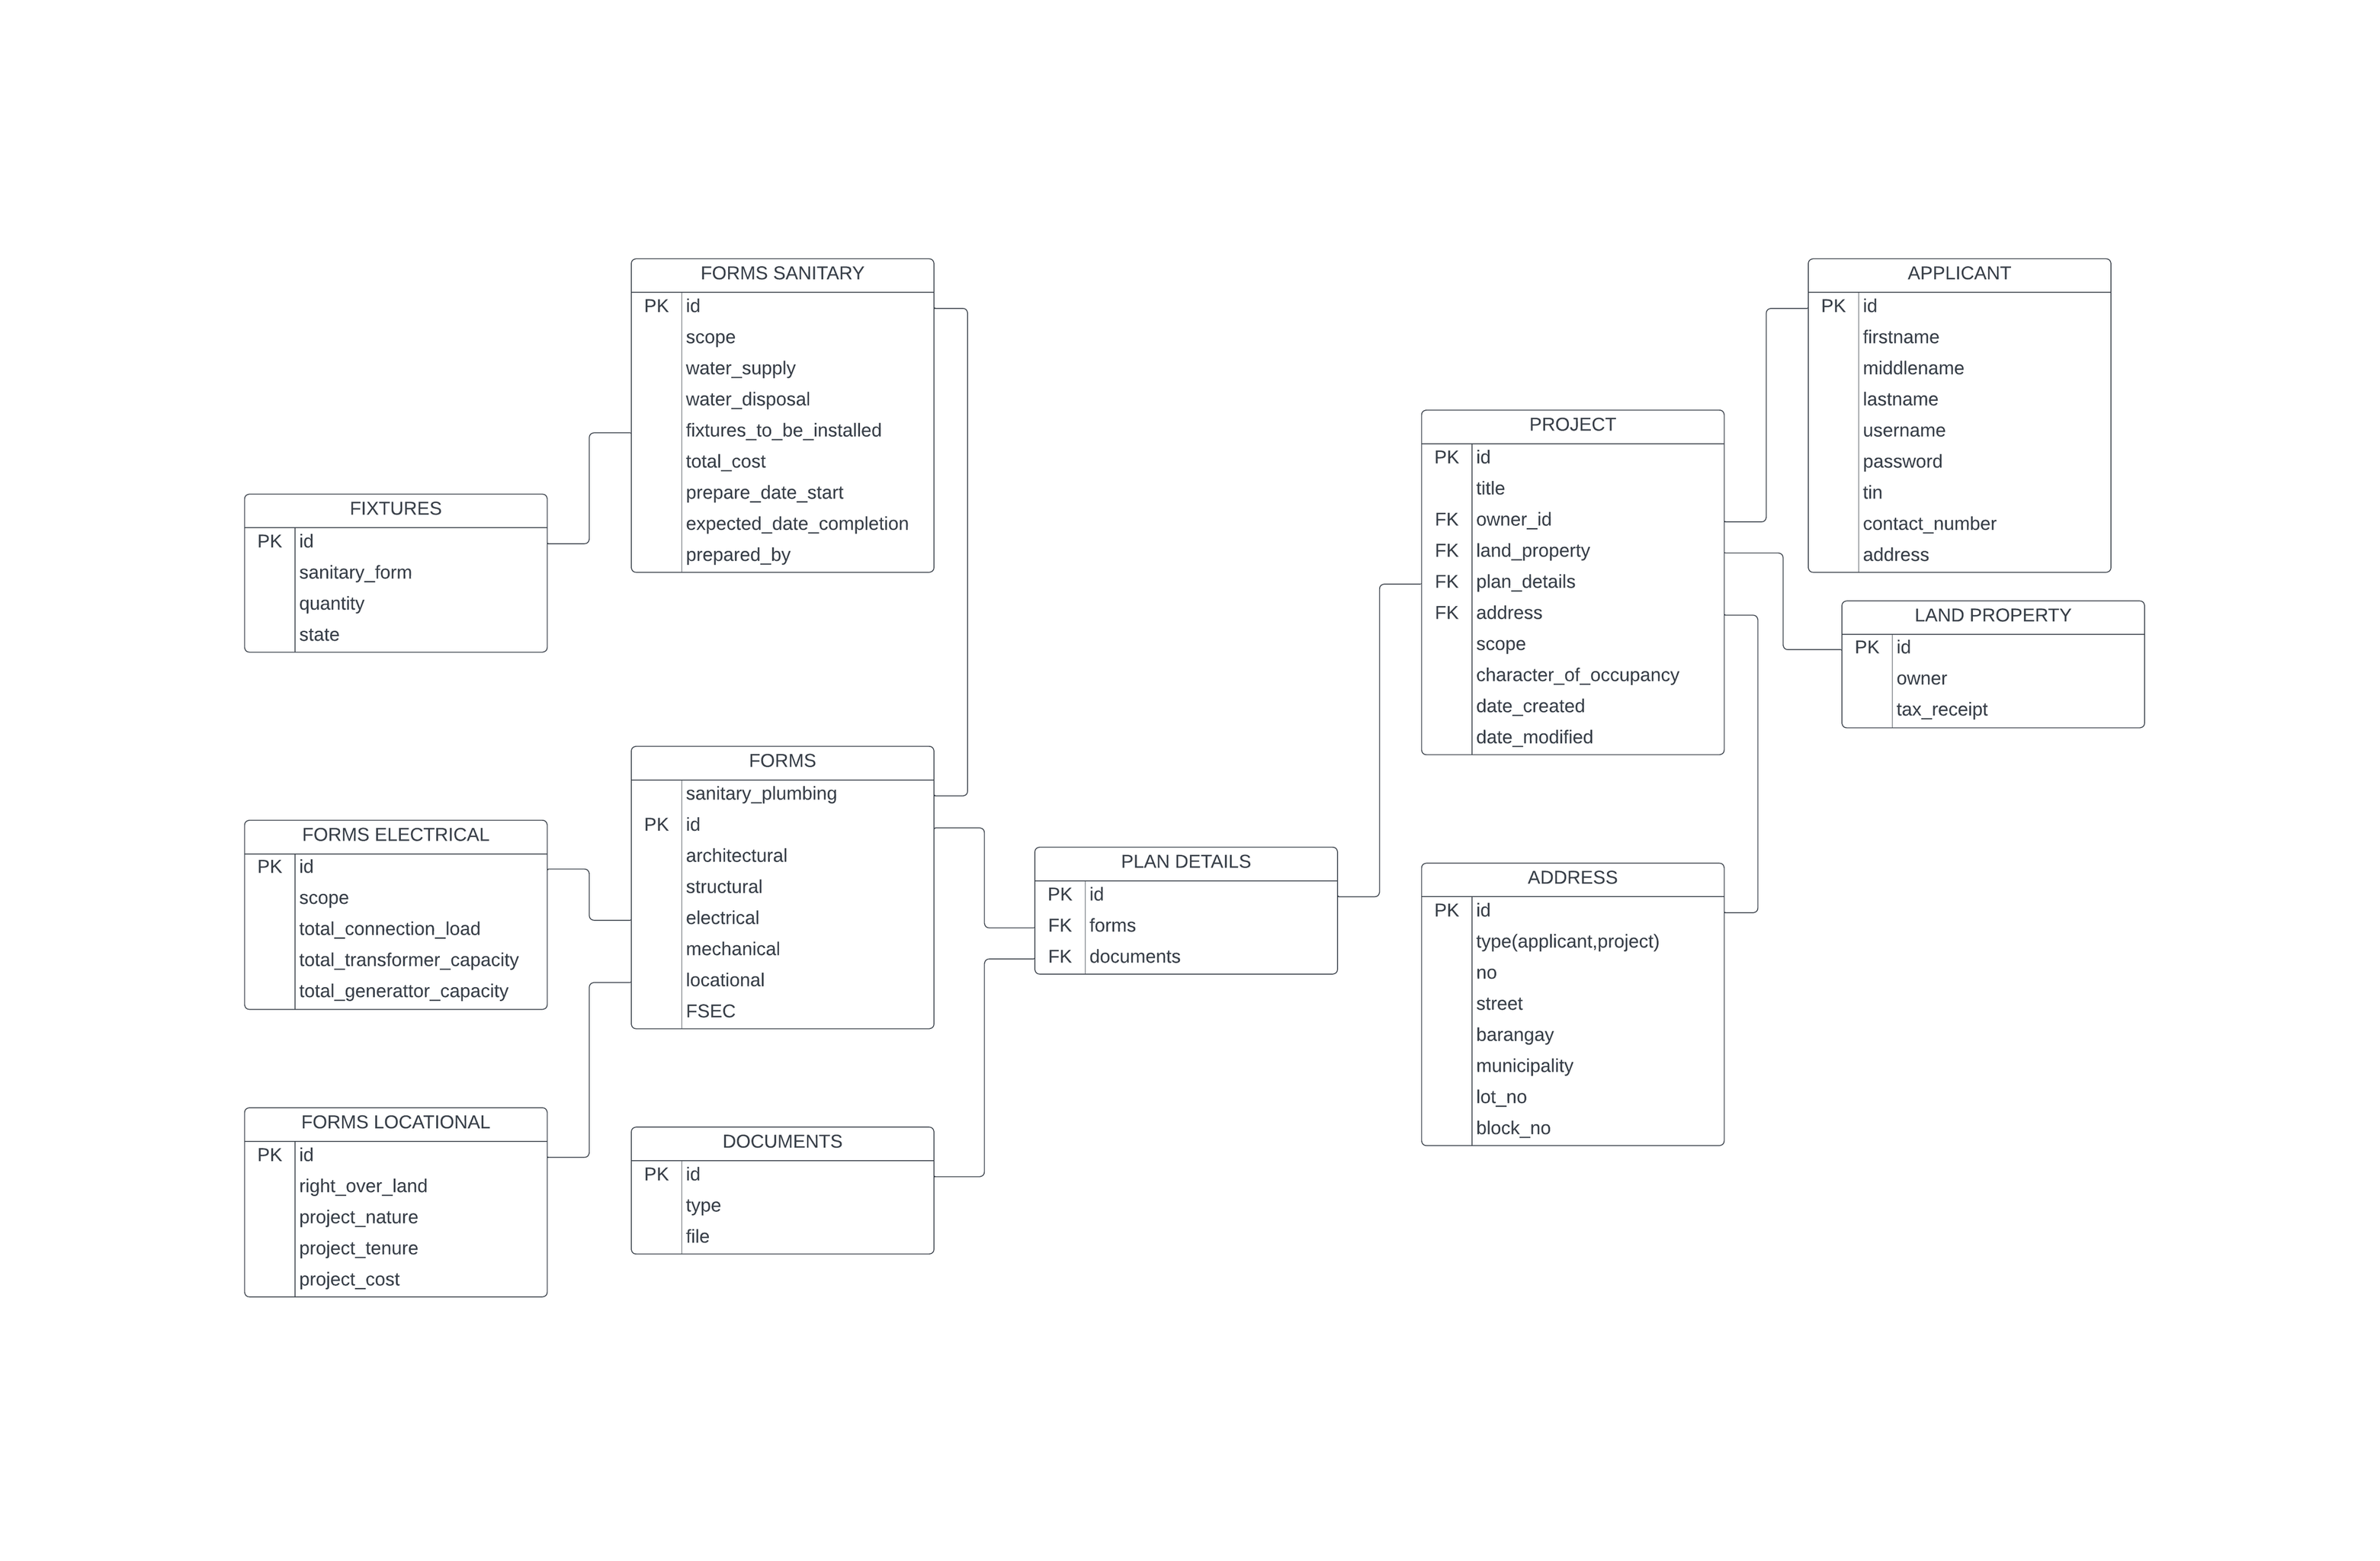 FORMS SANITARY
PK id
scope
water_supply
water_disposal
fixtures_to_be_installed
total_cost
prepare_date_start
expected_date_completion
prepared_by
FIXTURES
PK id
sanitary_form
quantity
state
FORMS
sanitary_plumbing
PK id
architectural
structural
electrical
mechanical
locational
FSEC
FORMS ELECTRICAL
PK id
scope
total_connection_load
total_transformer_capacity
total_generattor_capacity
FORMS LOCATIONAL
PK id
right_over_land
project_nature
project_tenure
project_cost
DOCUMENTS
PK id
type
file
PLAN DETAILS
PK id
FK forms
FK documents
PROJECT
PK id
title
FK owner_id
FK land_property
FK plan_details
FK address
scope
character_of_occupancy
date_created
date_modified
APPLICANT
PK id
firstname
middlename
lastname
username
password
tin
contact_number
address
LAND PROPERTY
PK id
owner
tax_receipt
ADDRESS
PK id
type(applicant,project)
no
street
barangay
municipality
lot_no
block_no